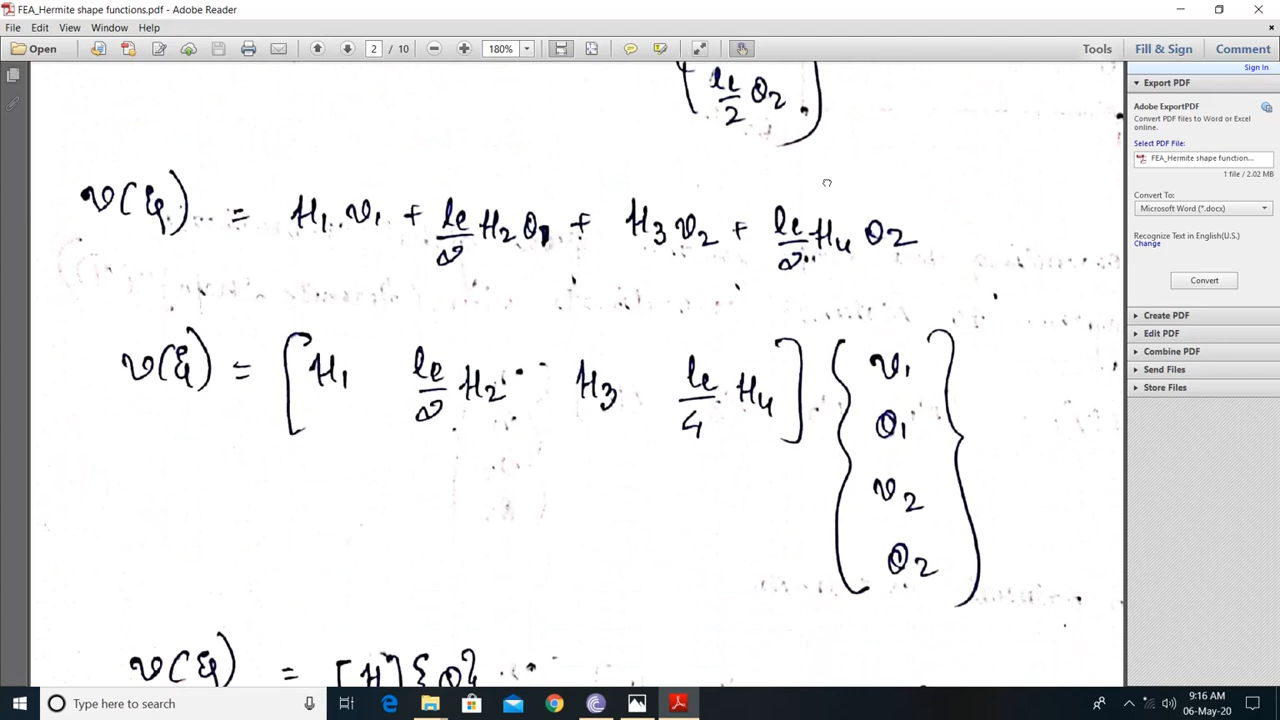 FEA_Hermite shape functions.pdf - Adobe Reader
File Edit View Window Help
Open 2 / 10 180% Tools Fill & Sign Comment
Sign In
Export PDF
Adobe ExportPDF
Convert PDF files to Word or Excel
online.
Select PDF File:
FEA_Hermite shape function...
1 file / 2.02 MB
Convert To:
Microsoft Word (*.docx)
Recognize Text in English(U.S.)
Change
Convert
Create PDF
Edit PDF
Combine PDF
Send Files
Store Files
le/2 θ2
v(ξ) = H1 v1 + le/2 H2 θ1 + H3 v2 + le/2 H4 θ2
v(ξ) = [H1 le/2 H2 H3 le/4 H4] {v1
θ1
v2
θ2}
v(ξ) = [H]{Q}
Type here to search
9:16 AM
06-May-20